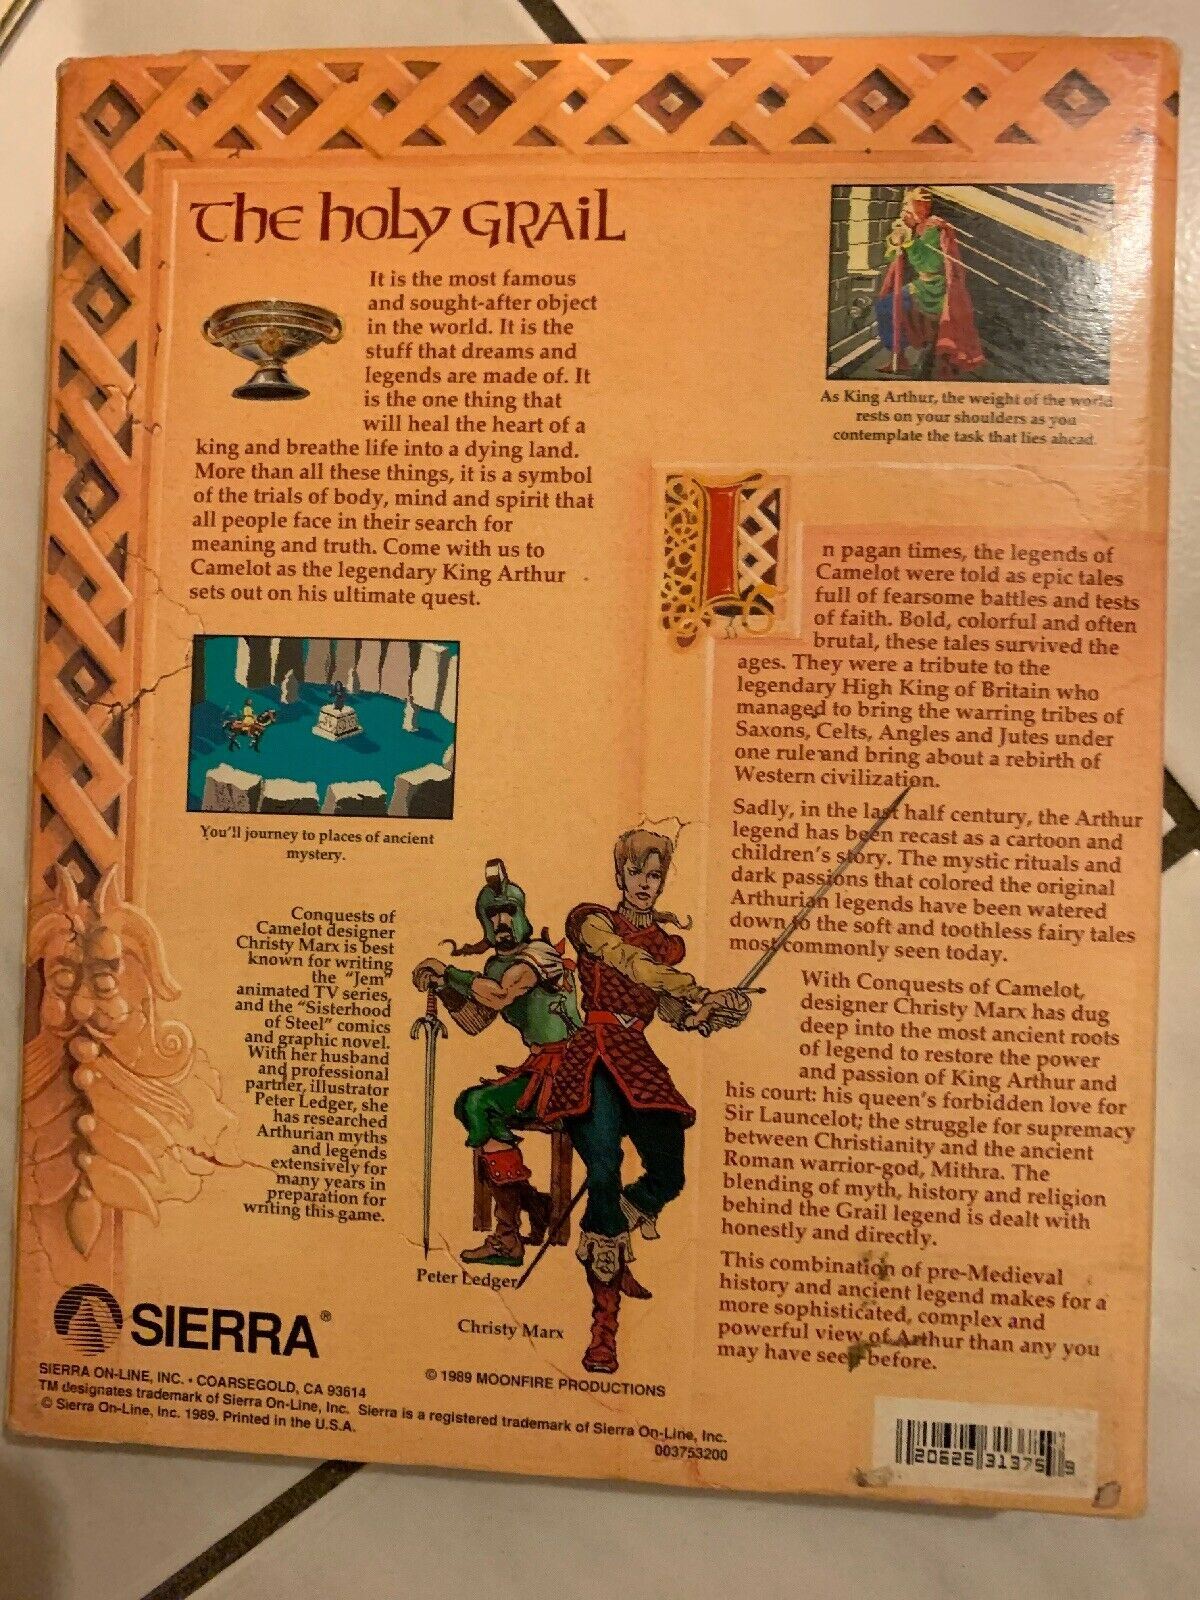 The Holy Grail
It is the most famous
and sought-after object
in the world. It is the
stuff that dreams and
legends are made of. It
is the one thing that
will heal the heart of a
king and breathe life into a dying land.
More than all these things, it is a symbol
of the trials of body, mind and spirit that
all people face in their search for
meaning and truth. Come with us to
Camelot as the legendary King Arthur
sets out on his ultimate quest.
As King Arthur, the weight of the world
rests on your shoulders as you
contemplate the task that lies ahead.
You'll journey to places of ancient
mystery.
Conquests of
Camelot designer
Christy Marx is best
known for writing
the "Jem"
animated TV series,
and the "Sisterhood
of Steel" comics
and graphic novel.
With her husband
and professional
partner, illustrator
Peter Ledger, she
has researched
Arthurian myths
and legends
extensively for
many years in
preparation for
writing this game.
Peter Ledger
Christy Marx
In pagan times, the legends of
Camelot were told as epic tales
full of fearsome battles and tests
of faith. Bold, colorful and often
brutal, these tales survived the
ages. They were a tribute to the
legendary High King of Britain who
managed to bring the warring tribes of
Saxons, Celts, Angles and Jutes under
one rule and bring about a rebirth of
Western civilization.
Sadly, in the last half century, the Arthur
legend has been recast as a cartoon and
children's story. The mystic rituals and
dark passions that colored the original
Arthurian legends have been watered
down to the soft and toothless fairy tales
most commonly seen today.
With Conquests of Camelot,
designer Christy Marx has dug
deep into the most ancient roots
of legend to restore the power
and passion of King Arthur and
his court: his queen's forbidden love for
Sir Launcelot; the struggle for supremacy
between Christianity and the ancient
Roman warrior-god, Mithra. The
blending of myth, history and religion
behind the Grail legend is dealt with
honestly and directly.
This combination of pre-Medieval
history and ancient legend makes for a
more sophisticated, complex and
powerful view of Arthur than any you
may have seen before.
SIERRA®
© 1989 MOONFIRE PRODUCTIONS
SIERRA ON-LINE, INC. • COARSEGOLD, CA 93614
TM designates trademark of Sierra On-Line, Inc. Sierra is a registered trademark of Sierra On-Line, Inc.
© Sierra On-Line, Inc. 1989. Printed in the U.S.A.
003753200
20626 31375 9